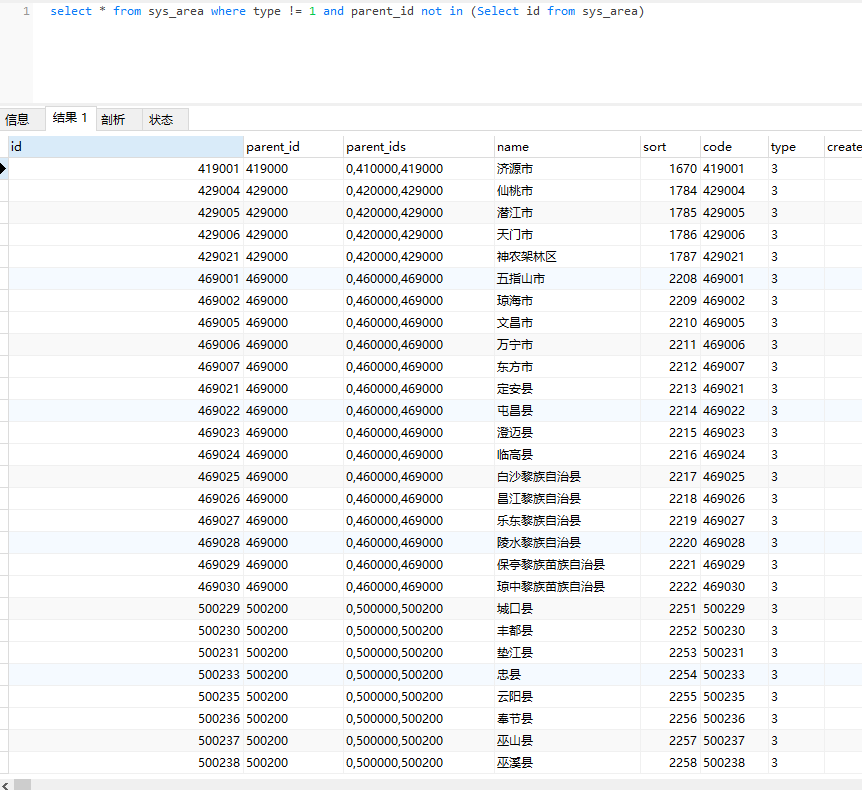 1 select * from sys_area where type != 1 and parent_id not in (Select id from sys_area)
信息 结果 1 剖析 状态
id parent_id parent_ids name sort code type create
419001 419000 0,410000,419000 济源市 1670 419001 3
429004 429000 0,420000,429000 仙桃市 1784 429004 3
429005 429000 0,420000,429000 潜江市 1785 429005 3
429006 429000 0,420000,429000 天门市 1786 429006 3
429021 429000 0,420000,429000 神农架林区 1787 429021 3
469001 469000 0,460000,469000 五指山市 2208 469001 3
469002 469000 0,460000,469000 琼海市 2209 469002 3
469005 469000 0,460000,469000 文昌市 2210 469005 3
469006 469000 0,460000,469000 万宁市 2211 469006 3
469007 469000 0,460000,469000 东方市 2212 469007 3
469021 469000 0,460000,469000 定安县 2213 469021 3
469022 469000 0,460000,469000 屯昌县 2214 469022 3
469023 469000 0,460000,469000 澄迈县 2215 469023 3
469024 469000 0,460000,469000 临高县 2216 469024 3
469025 469000 0,460000,469000 白沙黎族自治县 2217 469025 3
469026 469000 0,460000,469000 昌江黎族自治县 2218 469026 3
469027 469000 0,460000,469000 乐东黎族自治县 2219 469027 3
469028 469000 0,460000,469000 陵水黎族自治县 2220 469028 3
469029 469000 0,460000,469000 保亭黎族苗族自治县 2221 469029 3
469030 469000 0,460000,469000 琼中黎族苗族自治县 2222 469030 3
500229 500200 0,500000,500200 城口县 2251 500229 3
500230 500200 0,500000,500200 丰都县 2252 500230 3
500231 500200 0,500000,500200 垫江县 2253 500231 3
500233 500200 0,500000,500200 忠县 2254 500233 3
500235 500200 0,500000,500200 云阳县 2255 500235 3
500236 500200 0,500000,500200 奉节县 2256 500236 3
500237 500200 0,500000,500200 巫山县 2257 500237 3
500238 500200 0,500000,500200 巫溪县 2258 500238 3